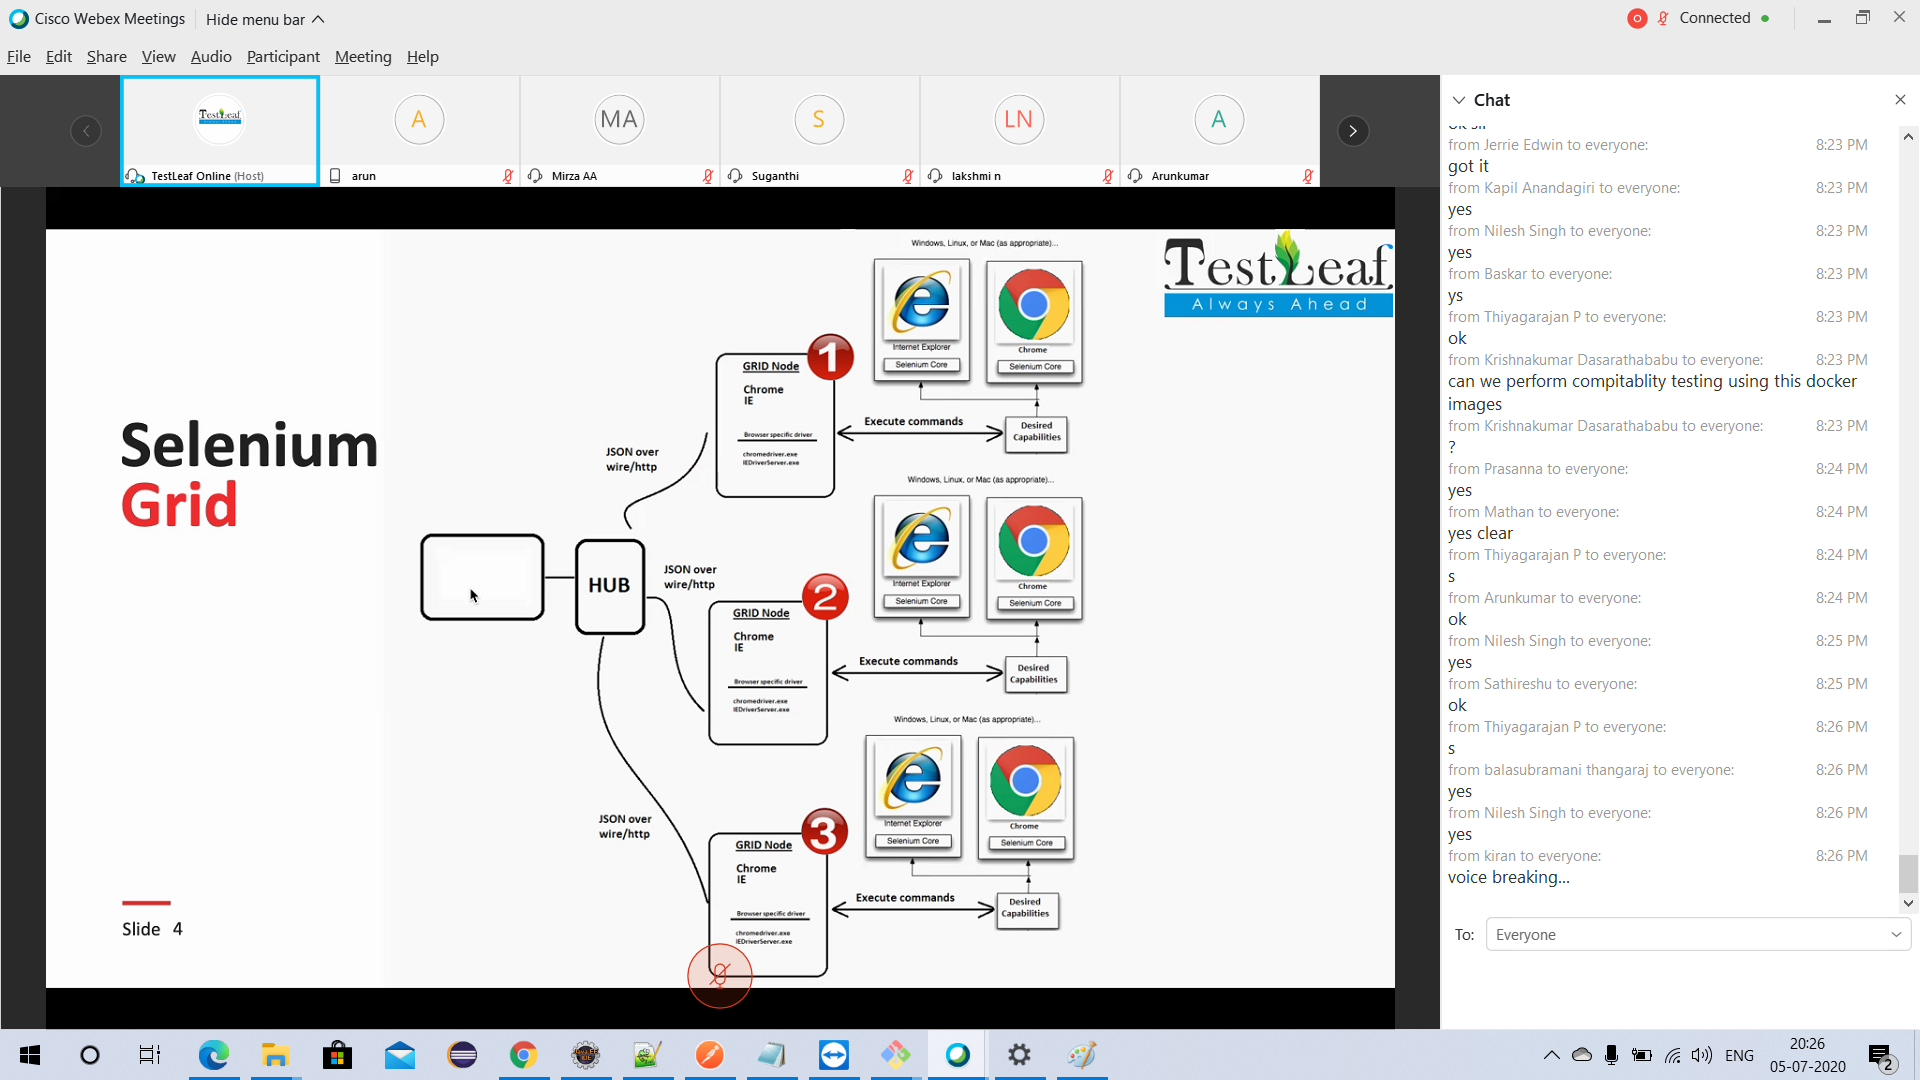 Cisco Webex Meetings
Hide menu bar
Connected
File Edit Share View Audio Participant Meeting Help
TestLeaf
TestLeaf Online (Host)
A
arun
MA
Mirza AA
S
Suganthi
LN
lakshmi n
A
Arunkumar
Selenium
Grid
Slide 4
HUB
JSON over
wire/http
JSON over
wire/http
JSON over
wire/http
1
GRID Node
Chrome
IE
Browser specific driver
chromedriver.exe
IEDriverServer.exe
Execute commands
Desired
Capabilities
Windows, Linux, or Mac (as appropriate)...
Internet Explorer
Selenium Core
Chrome
Selenium Core
2
GRID Node
Chrome
IE
Browser specific driver
chromedriver.exe
IEDriverServer.exe
Execute commands
Desired
Capabilities
Windows, Linux, or Mac (as appropriate)...
Internet Explorer
Selenium Core
Chrome
Selenium Core
3
GRID Node
Chrome
IE
Browser specific driver
chromedriver.exe
IEDriverServer.exe
Execute commands
Desired
Capabilities
Windows, Linux, or Mac (as appropriate)...
Internet Explorer
Selenium Core
Chrome
Selenium Core
TestLeaf
Always Ahead
Chat
ok sir
from Jerrie Edwin to everyone: 8:23 PM
got it
from Kapil Anandagiri to everyone: 8:23 PM
yes
from Nilesh Singh to everyone: 8:23 PM
yes
from Baskar to everyone: 8:23 PM
ys
from Thiyagarajan P to everyone: 8:23 PM
ok
from Krishnakumar Dasarathababu to everyone: 8:23 PM
can we perform compitablity testing using this docker
images
from Krishnakumar Dasarathababu to everyone: 8:23 PM
?
from Prasanna to everyone: 8:24 PM
yes
from Mathan to everyone: 8:24 PM
yes clear
from Thiyagarajan P to everyone: 8:24 PM
s
from Arunkumar to everyone: 8:24 PM
ok
from Nilesh Singh to everyone: 8:25 PM
yes
from Sathireshu to everyone: 8:25 PM
ok
from Thiyagarajan P to everyone: 8:26 PM
s
from balasubramani thangaraj to everyone: 8:26 PM
yes
from Nilesh Singh to everyone: 8:26 PM
yes
from kiran to everyone: 8:26 PM
voice breaking...
To: Everyone
ENG
20:26
05-07-2020
2